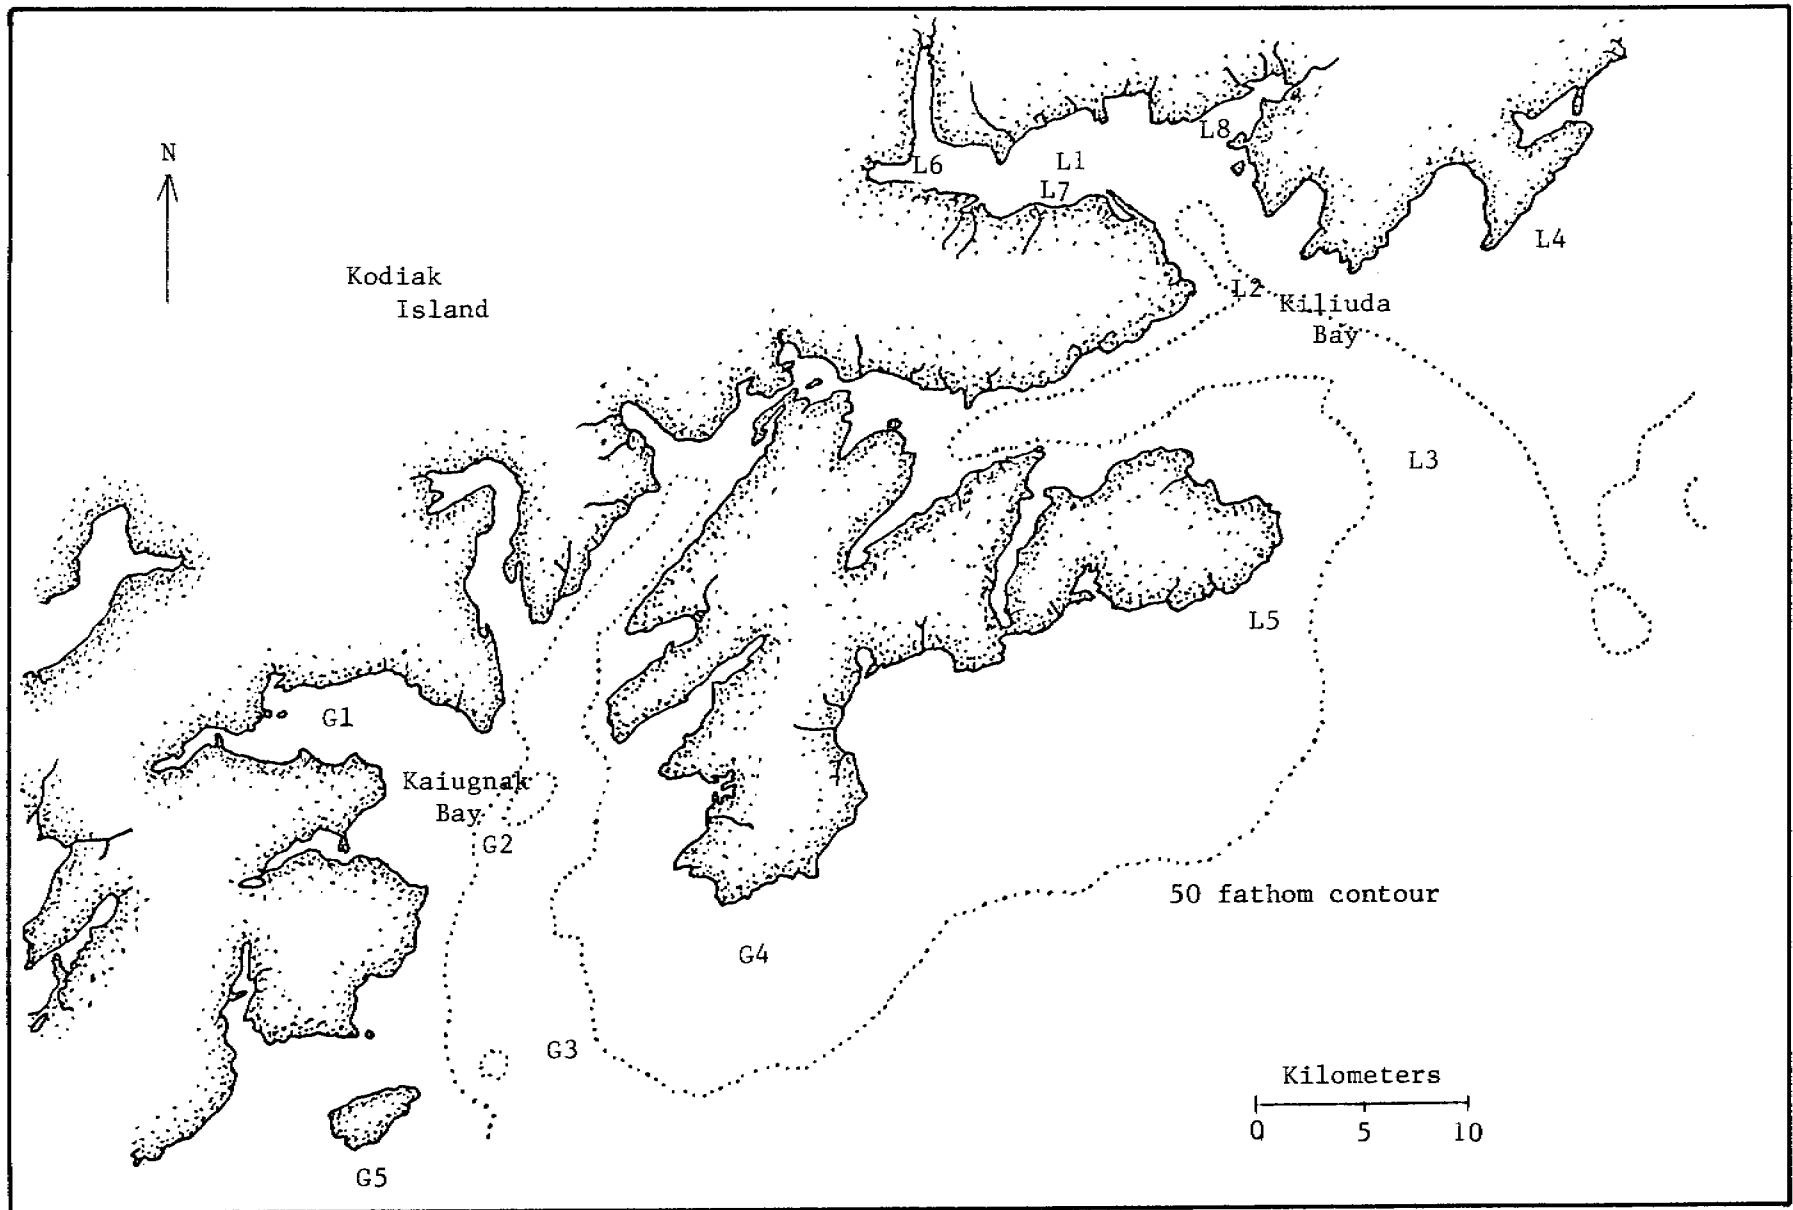 L8
N
L6
L1
L7
L4
Kodiak
Island
L2
Kiliuda
Bay
L3
L5
G1
Kaiugnak
Bay
G2
50 fathom contour
G4
G3
Kilometers
0 5 10
G5